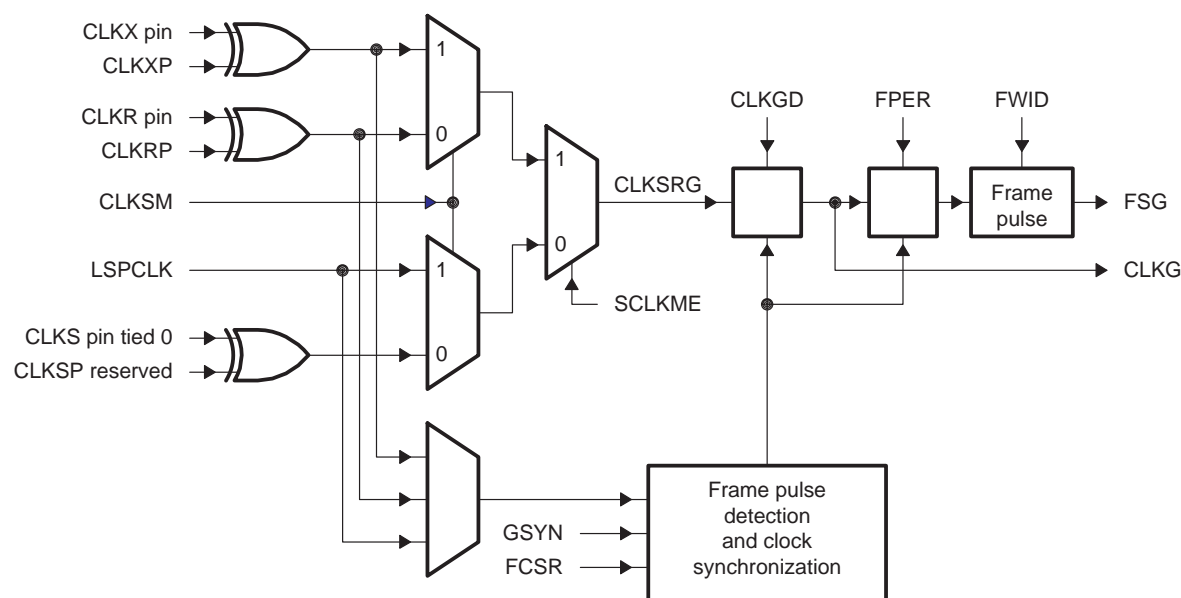 CLKX pin
CLKXP
CLKR pin
CLKRP
CLKSM
LSPCLK
CLKS pin tied 0
CLKSP reserved
1
0
1
0
1
0
CLKSRG
SCLKME
CLKGD
FPER
FWID
Frame
pulse
FSG
CLKG
GSYN
FCSR
Frame pulse
detection
and clock
synchronization